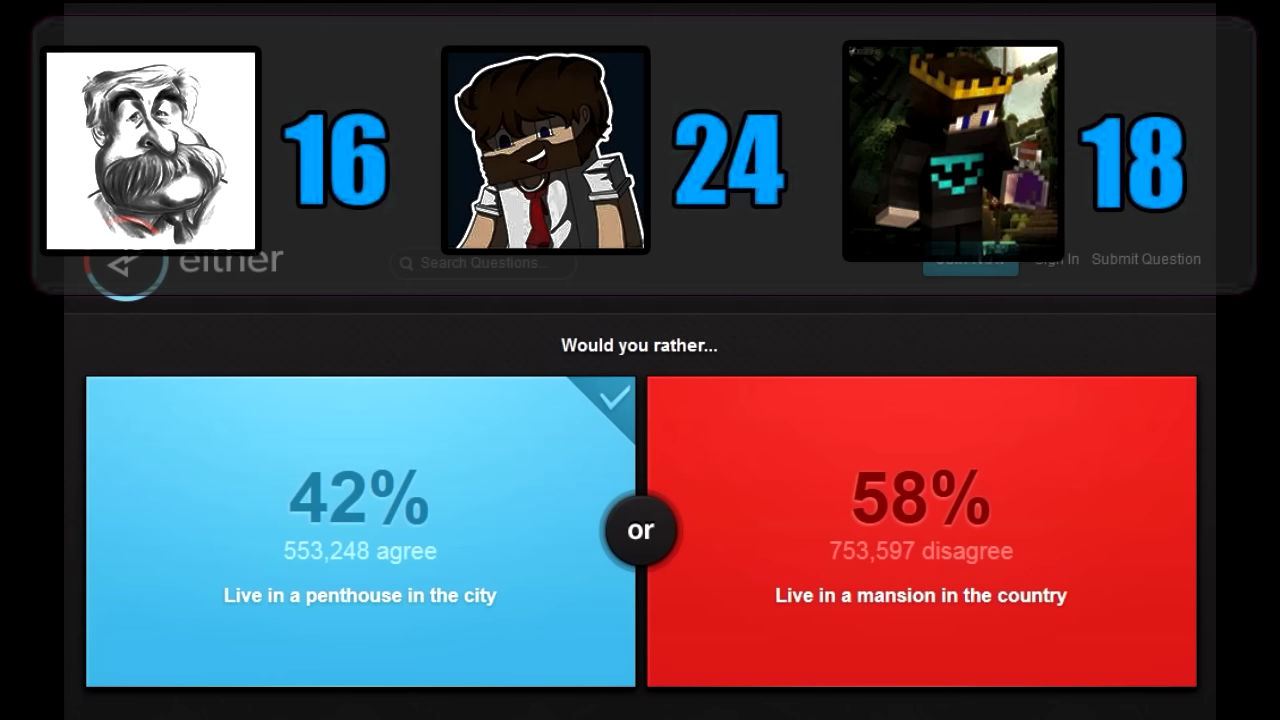 16
24
18
either
Search Questions...
Sign In
Submit Question
Would you rather...
42%
553,248 agree
Live in a penthouse in the city
or
58%
753,597 disagree
Live in a mansion in the country